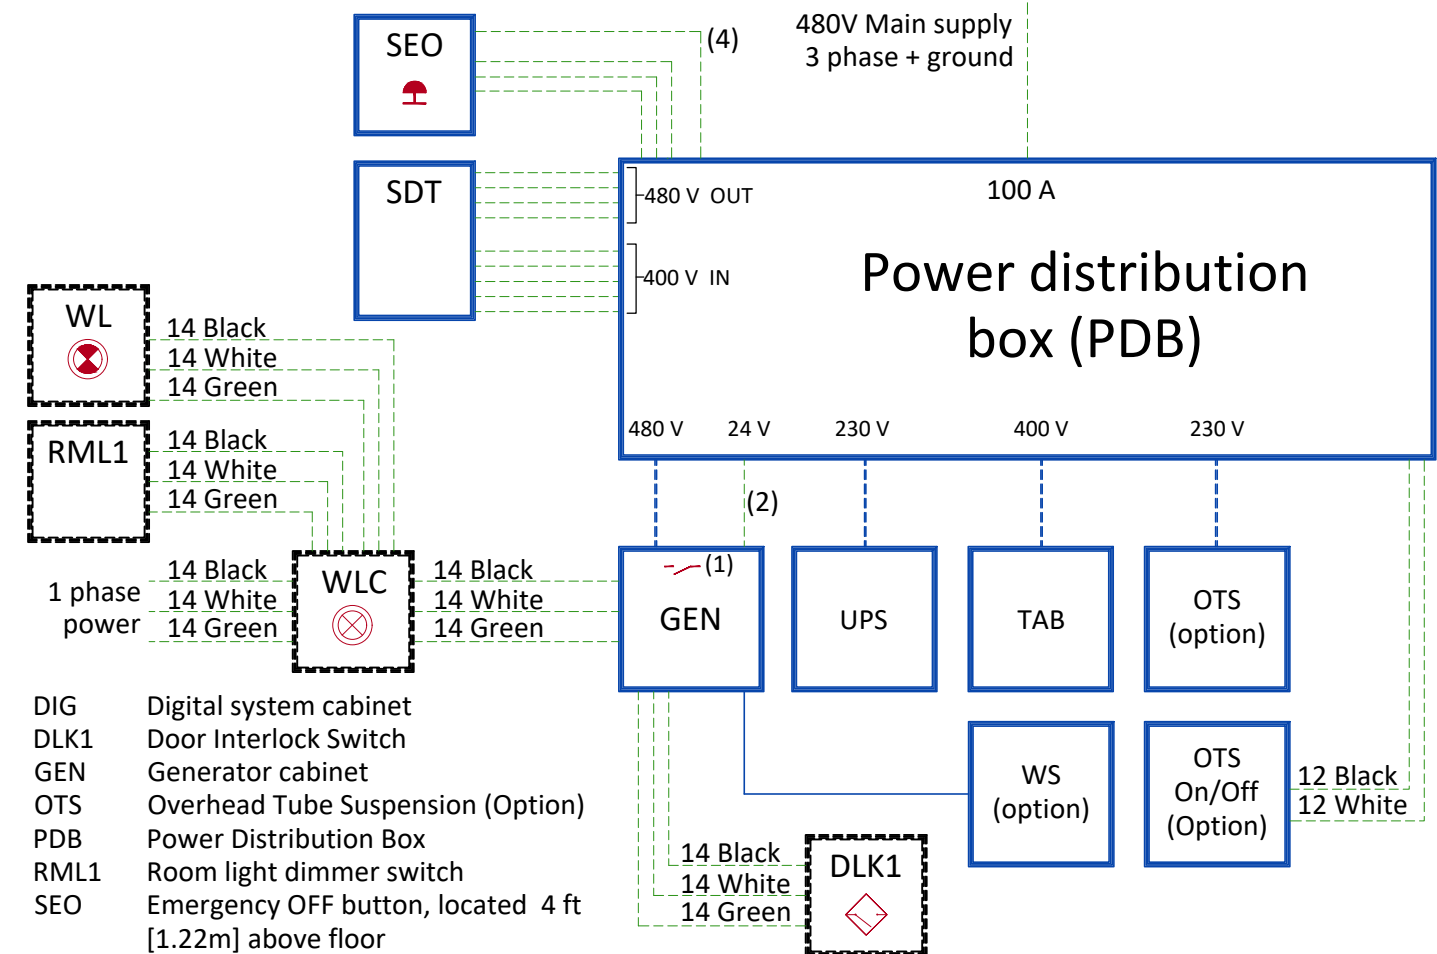 SEO
(4)
480V Main supply
3 phase + ground
SDT
480 V OUT
400 V IN
100 A
Power distribution
box (PDB)
WL
14 Black
14 White
14 Green
RML1
14 Black
14 White
14 Green
480 V
24 V
230 V
400 V
230 V
(2)
1 phase
power
14 Black
14 White
14 Green
WLC
14 Black
14 White
14 Green
(1)
GEN
UPS
TAB
OTS
(option)
WS
(option)
OTS
On/Off
(Option)
12 Black
12 White
14 Black
14 White
14 Green
DLK1
DIG Digital system cabinet
DLK1 Door Interlock Switch
GEN Generator cabinet
OTS Overhead Tube Suspension (Option)
PDB Power Distribution Box
RML1 Room light dimmer switch
SEO Emergency OFF button, located 4 ft
[1.22m] above floor